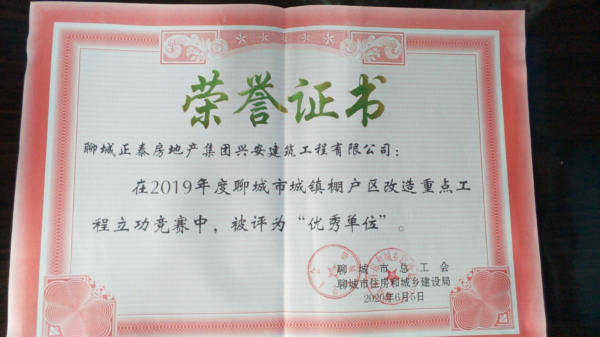 荣誉证书
聊城正泰房地产集团兴安建筑工程有限公司：
在2019年度聊城市城镇棚户区改造重点工
程立功竞赛中，被评为“优秀单位”。
聊城市总工会
聊城市住房和城乡建设局
2020年6月5日